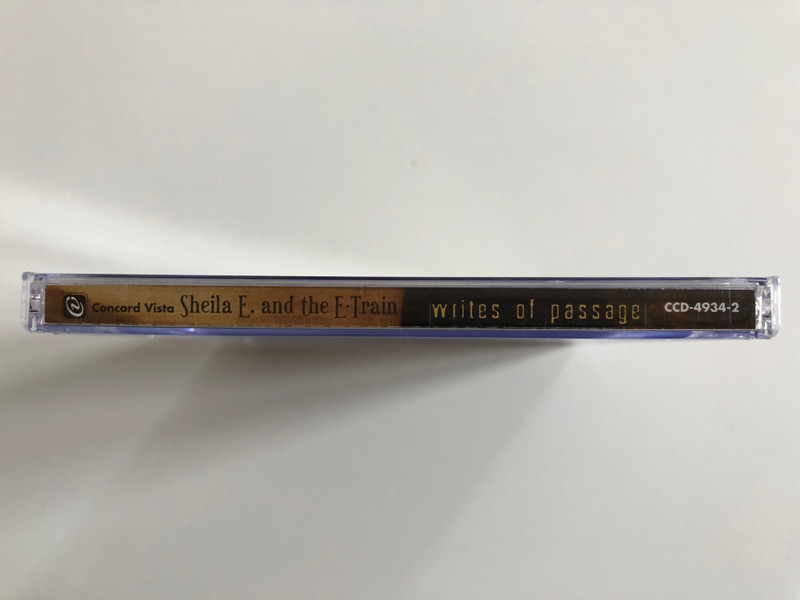 Concord Vista Sheila E. and the E-Train writes of passage CCD-4934-2